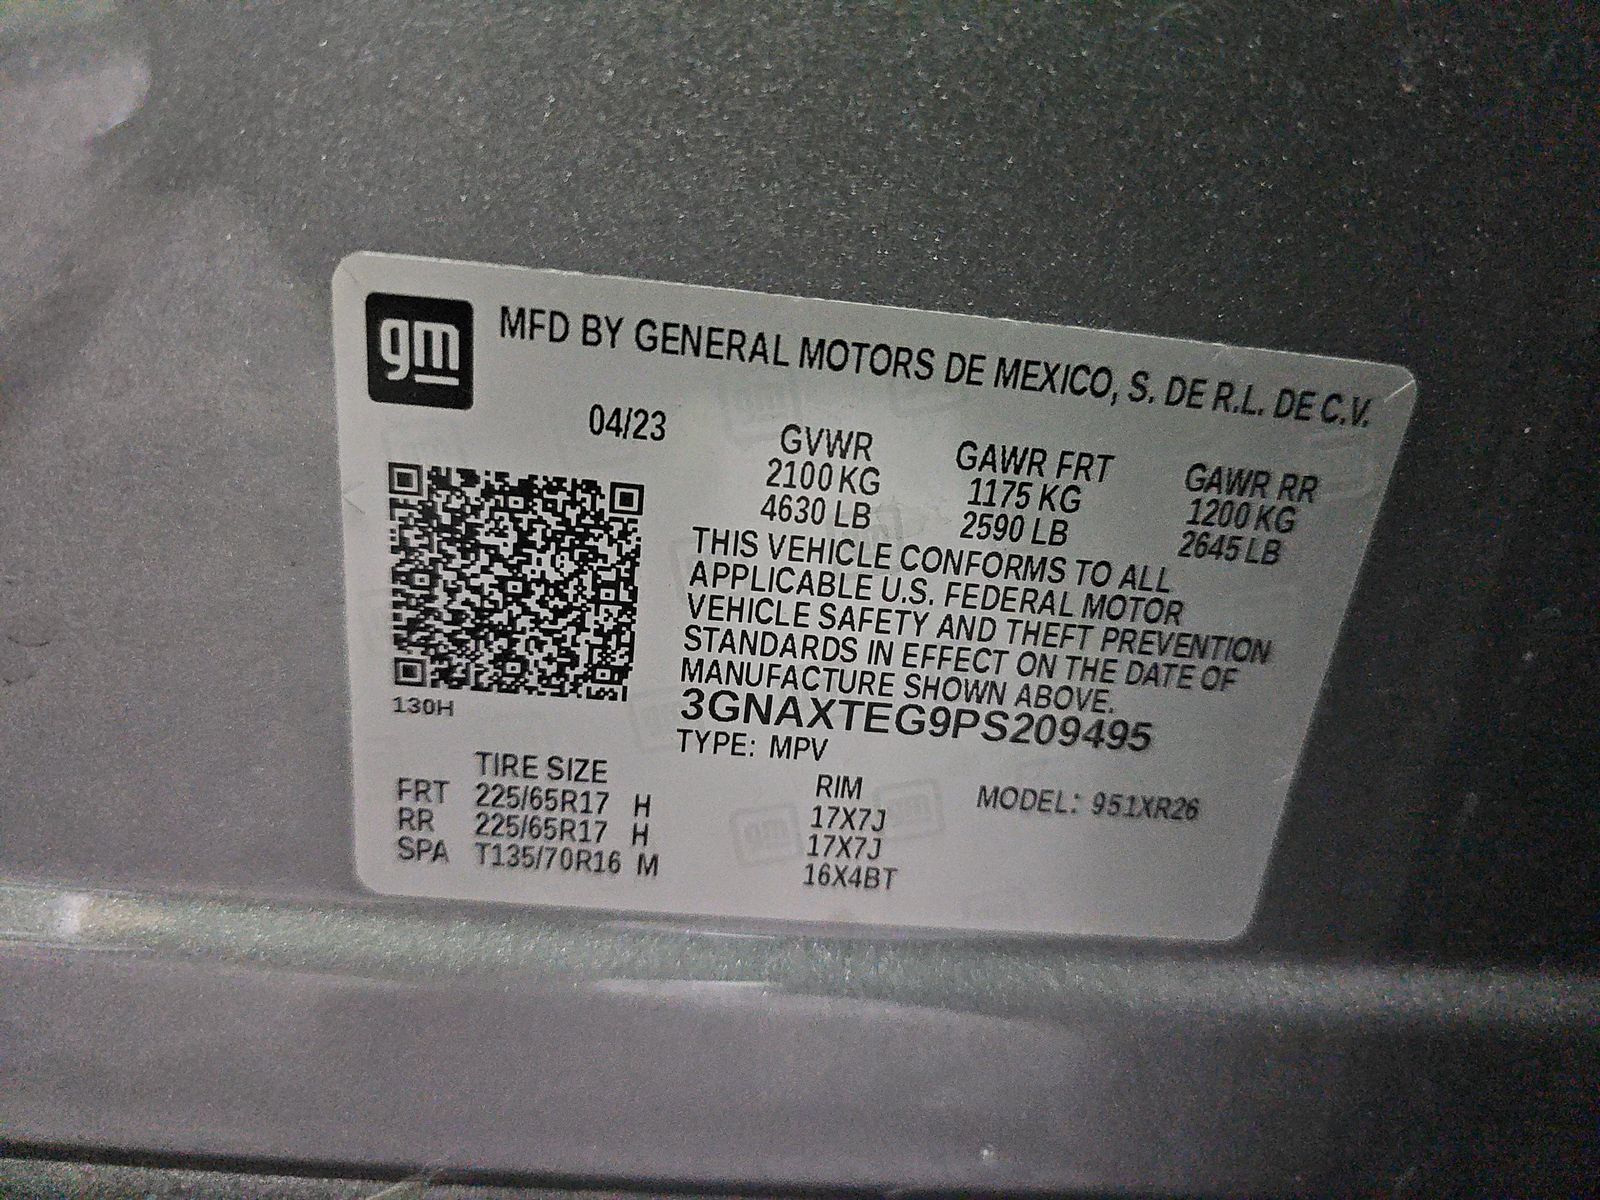 gm MFD BY GENERAL MOTORS DE MEXICO, S. DE R.L. DE C.V.
04/23
GVWR GAWR FRT GAWR RR
2100 KG 1175 KG 1200 KG
4630 LB 2590 LB 2645 LB
THIS VEHICLE CONFORMS TO ALL
APPLICABLE U.S. FEDERAL MOTOR
VEHICLE SAFETY AND THEFT PREVENTION
STANDARDS IN EFFECT ON THE DATE OF
MANUFACTURE SHOWN ABOVE.
130H
3GNAXTEG9PS209495
TYPE: MPV
TIRE SIZE RIM MODEL: 951XR26
FRT 225/65R17 H 17X7J
RR 225/65R17 H 17X7J
SPA T135/70R16 M 16X4BT